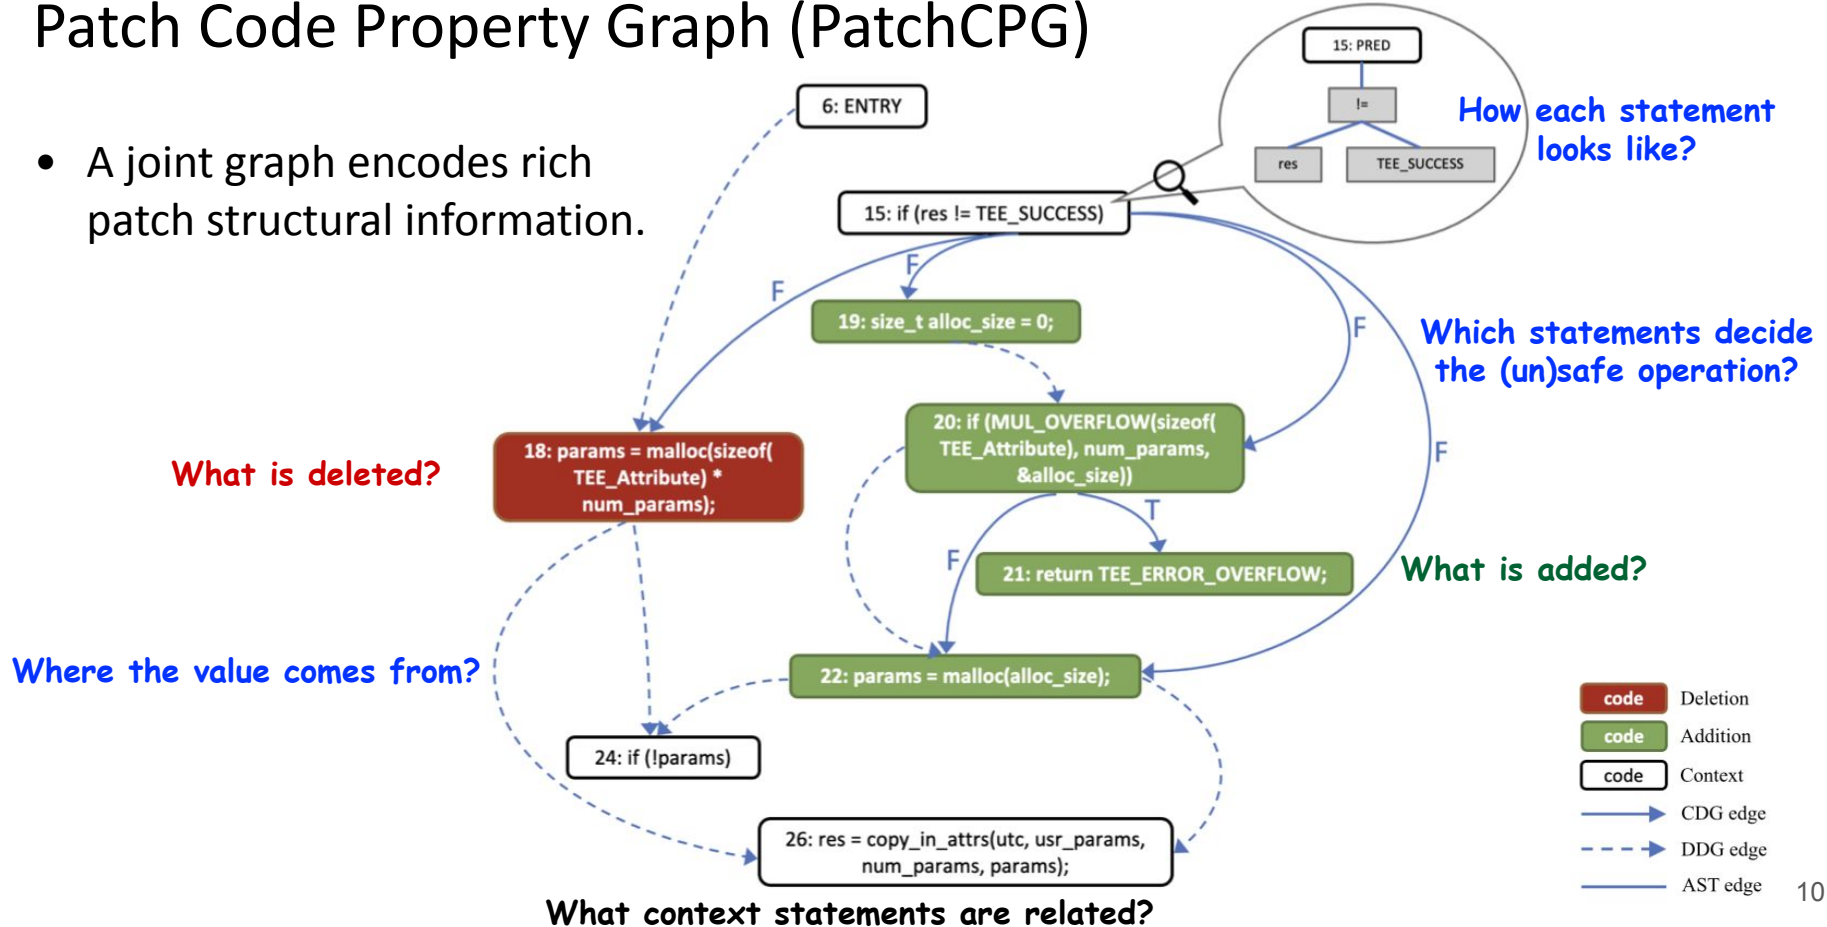 Patch Code Property Graph (PatchCPG)
• A joint graph encodes rich
patch structural information.
6: ENTRY
15: PRED
!=
res
TEE_SUCCESS
How each statement
looks like?
15: if (res != TEE_SUCCESS)
F
F
F
F
19: size_t alloc_size = 0;
Which statements decide
the (un)safe operation?
20: if (MUL_OVERFLOW(sizeof(
TEE_Attribute), num_params,
&alloc_size))
What is deleted?
18: params = malloc(sizeof(
TEE_Attribute) *
num_params);
T
F
21: return TEE_ERROR_OVERFLOW;
What is added?
Where the value comes from?
22: params = malloc(alloc_size);
24: if (!params)
26: res = copy_in_attrs(utc, usr_params,
num_params, params);
What context statements are related?
code Deletion
code Addition
code Context
CDG edge
DDG edge
AST edge
10